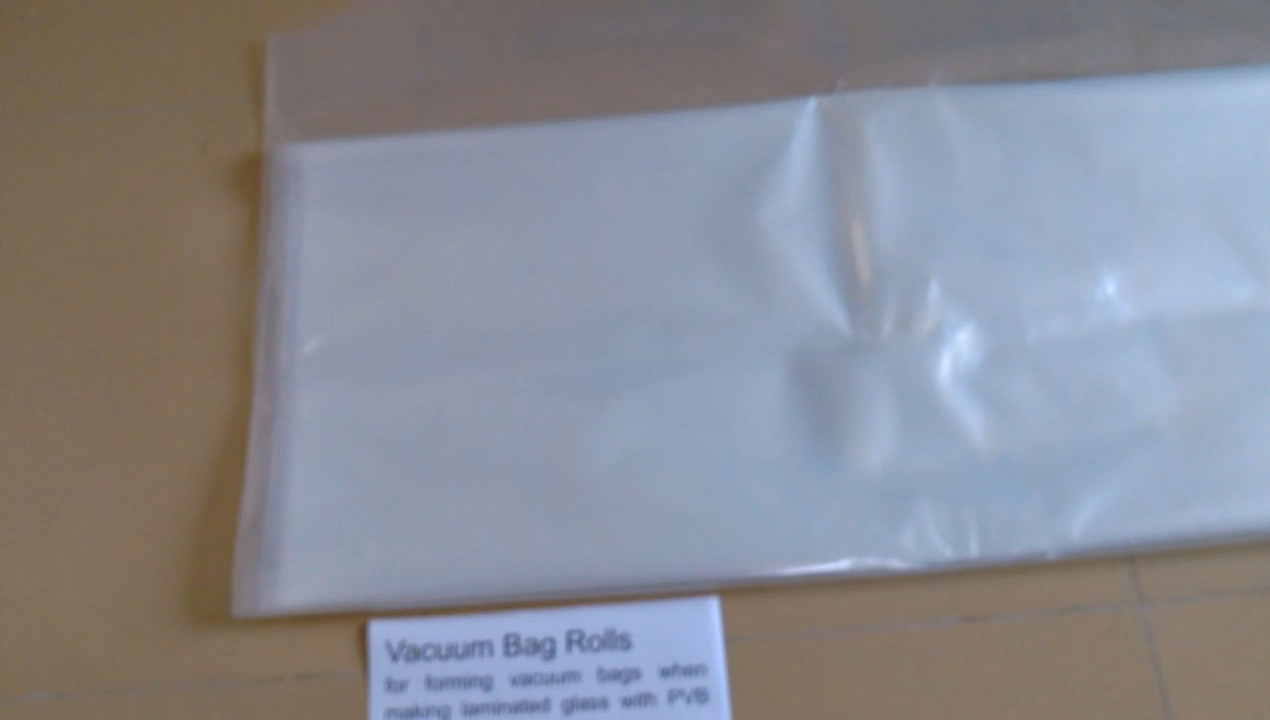 Vacuum Bag Rolls
for forming vacuum bags when
making laminated glass with PVB